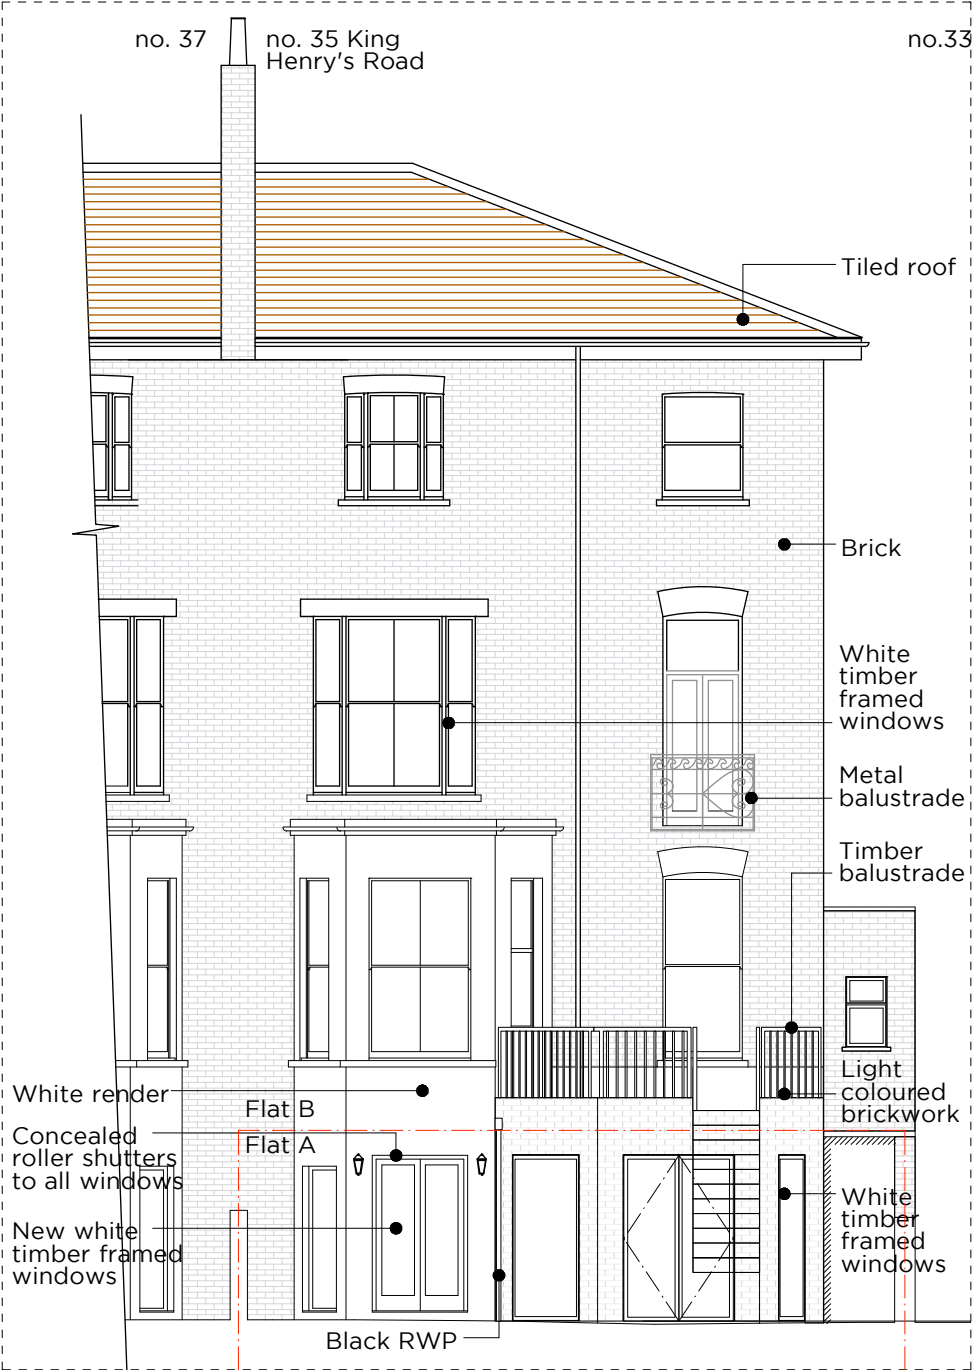 no. 37
no. 35 King
Henry's Road
no.33
Tiled roof
Brick
White
timber
framed
windows
Metal
balustrade
Timber
balustrade
Light
coloured
brickwork
White render
Flat B
Flat A
Concealed
roller shutters
to all windows
New white
timber framed
windows
White
timber
framed
windows
Black RWP